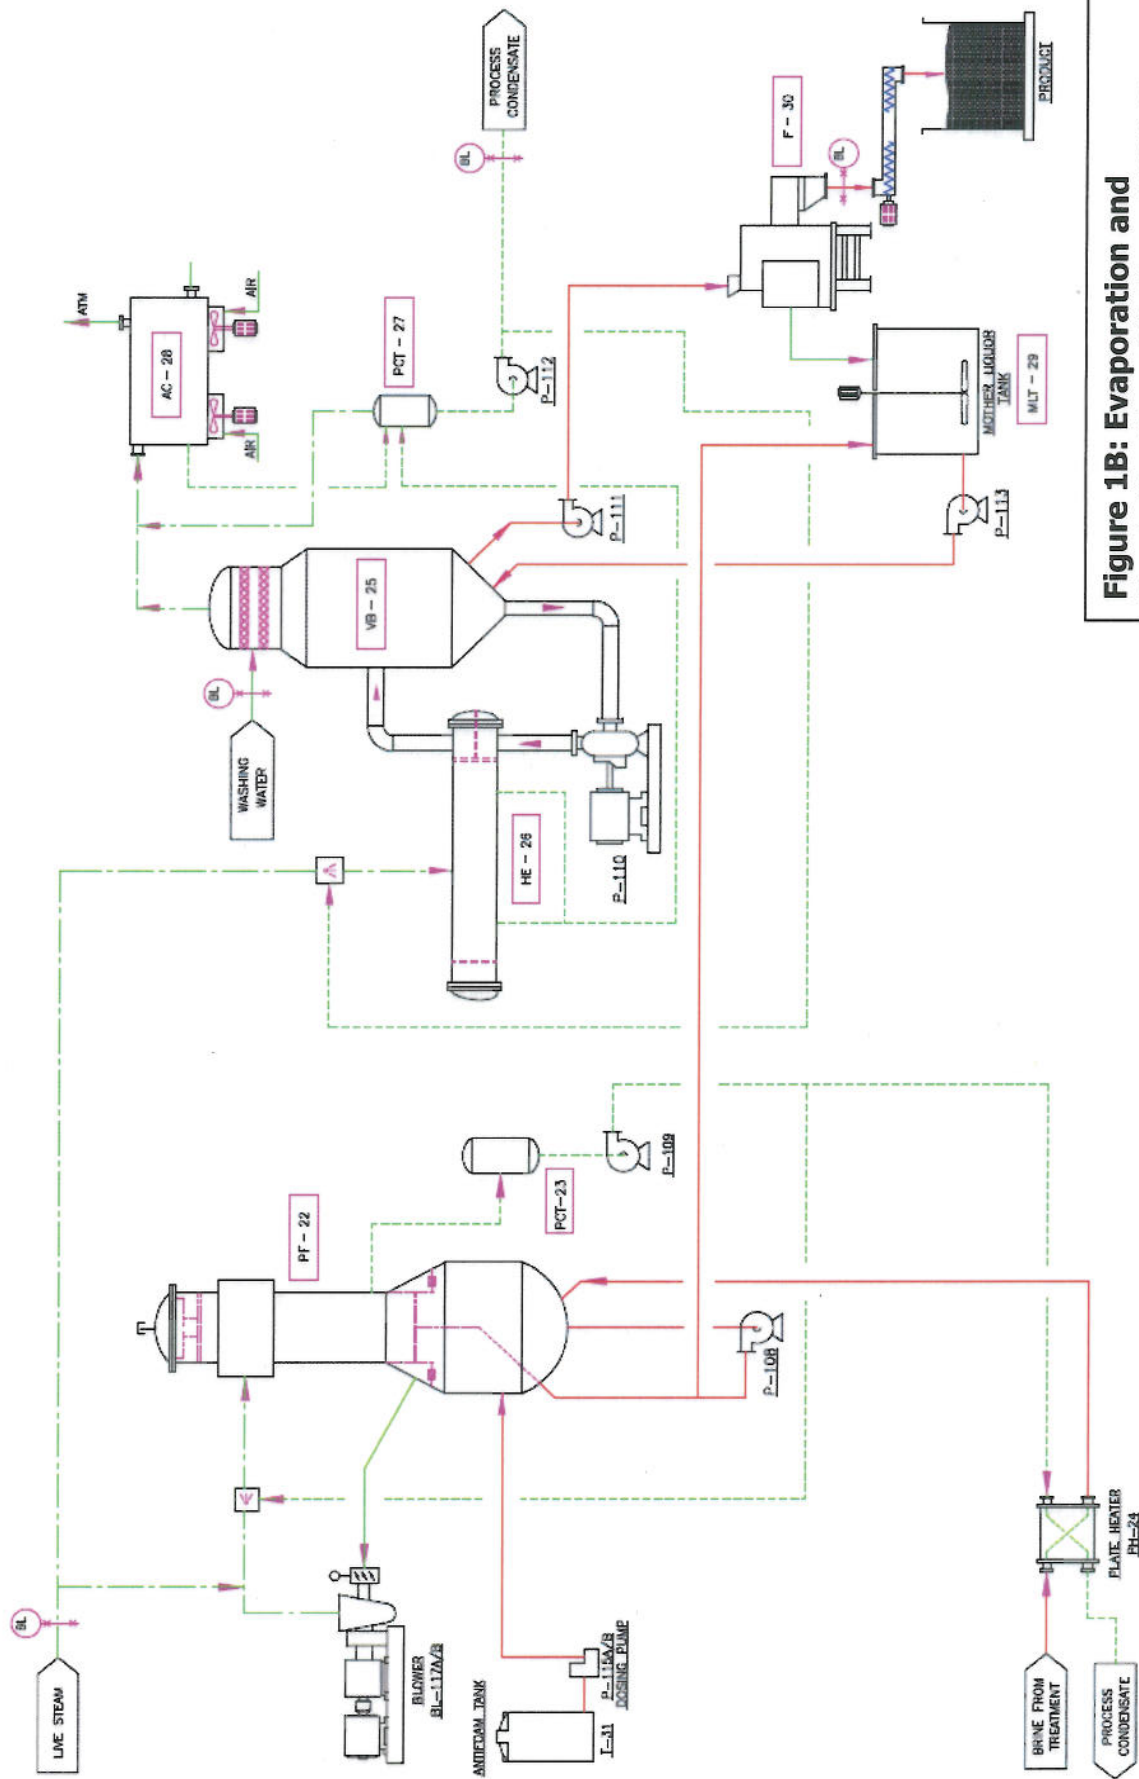 LIVE STEAM
BL
BLOWER
BL-117A/B
ANTIFOAM TANK
T-31
P-115A/B
DOSING PUMP
BRINE FROM
TREATMENT
PROCESS
CONDENSATE
PLATE HEATER
PH-24
PF - 22
P-108
PCT-23
P-109
WASHING
WATER
BL
HE - 26
P-110
VB - 25
P-111
AC - 28
ATM
AIR
AIR
PCT - 27
P-112
BL
PROCESS
CONDENSATE
P-113
MOTHER LIQUOR
TANK
MLT - 29
F - 30
BL
PRODUCT
Figure 1B: Evaporation and